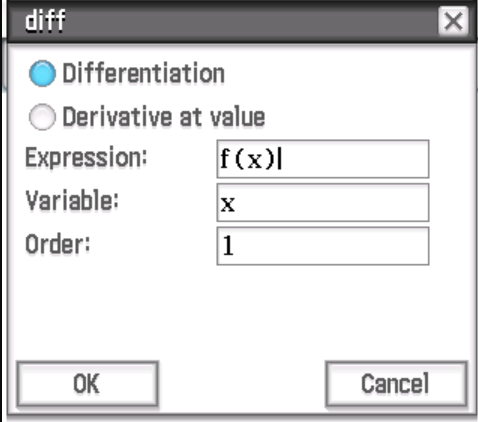 diff
Differentiation
Derivative at value
Expression: f(x)
Variable: x
Order: 1
OK Cancel